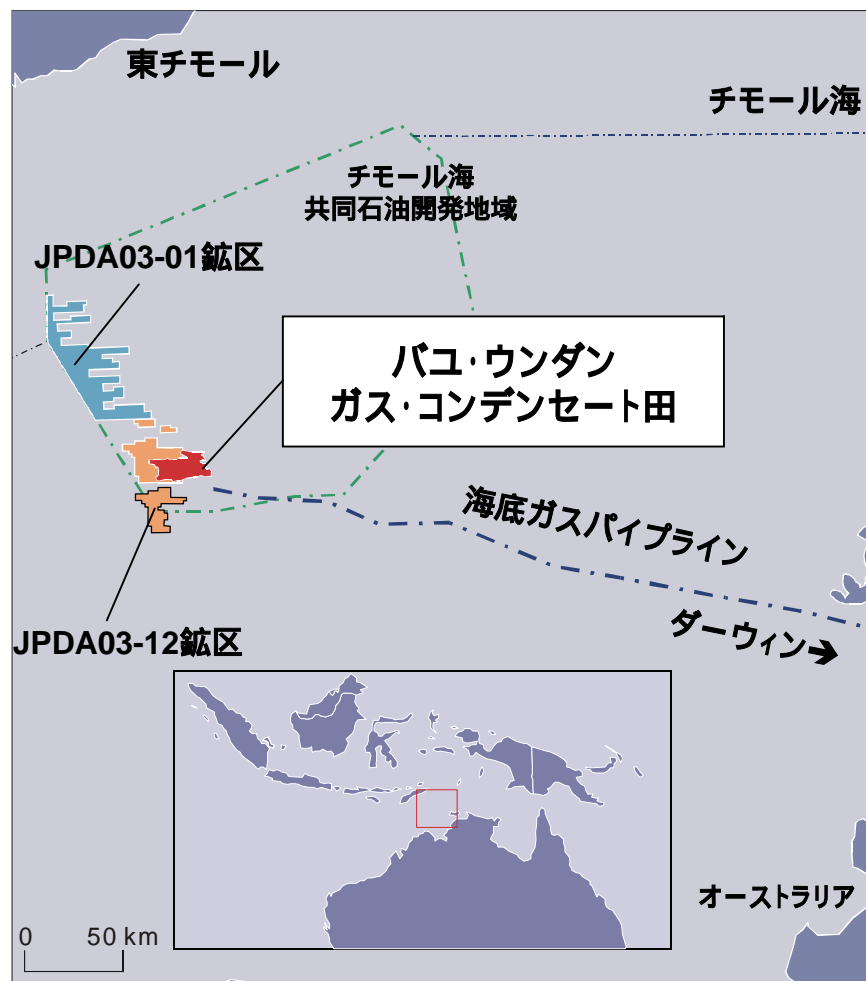 東チモール
チモール海
チモール海
共同石油開発地域
JPDA03-01鉱区
バユ・ウンダン
ガス・コンデンセート田
海底ガスパイプライン
ダーウィン→
JPDA03-12鉱区
オーストラリア
0 50 km